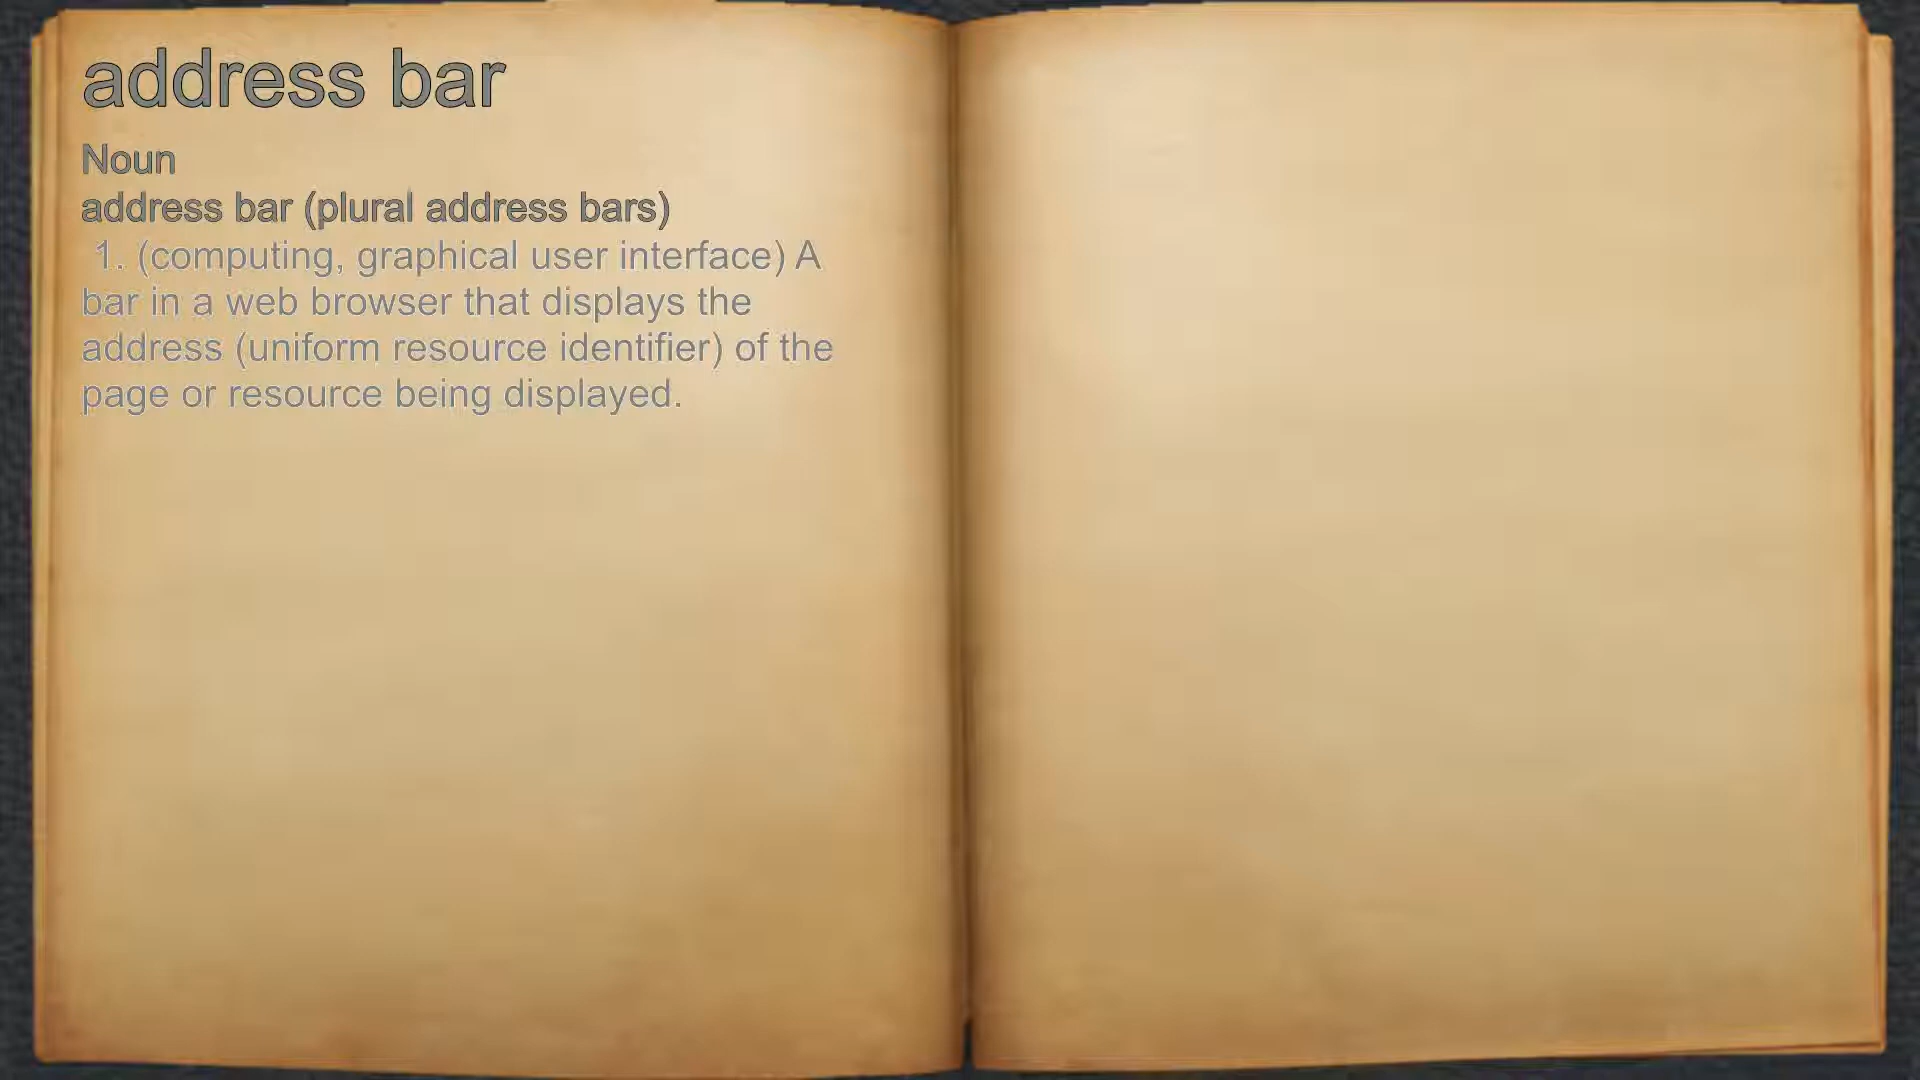 address bar
Noun
address bar (plural address bars)
1. (computing, graphical user interface) A
bar in a web browser that displays the
address (uniform resource identifier) of the
page or resource being displayed.